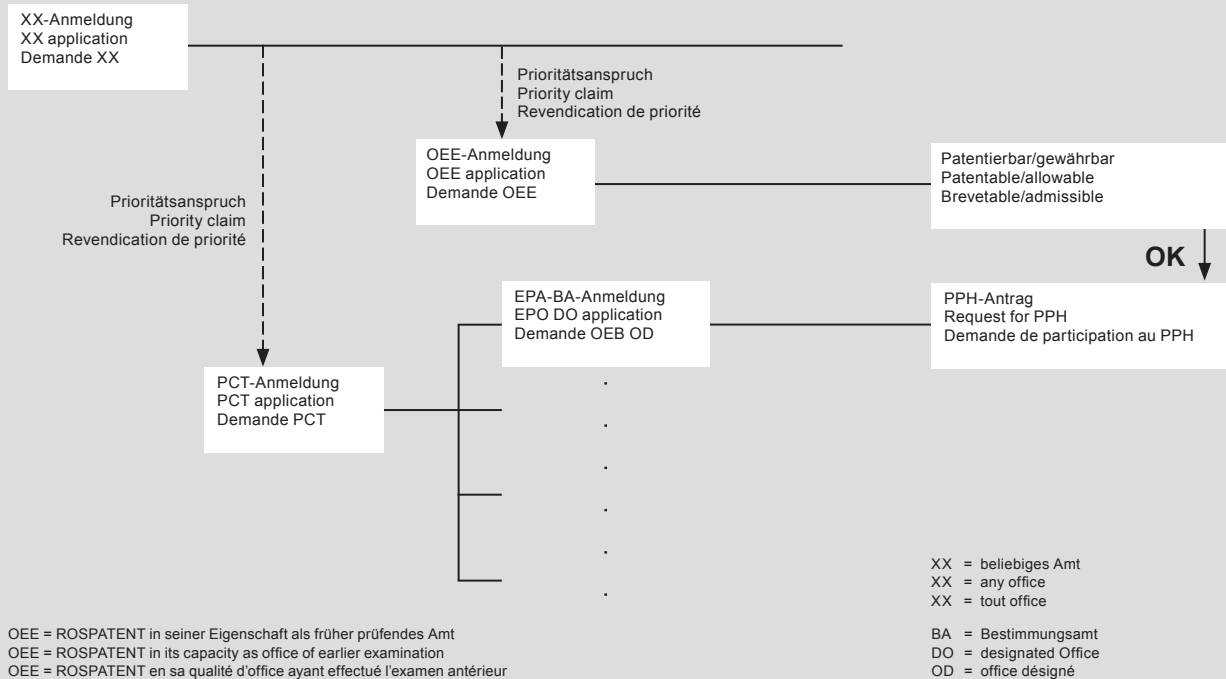 XX-Anmeldung
XX application
Demande XX
Prioritätsanspruch
Priority claim
Revendication de priorité
OEE-Anmeldung
OEE application
Demande OEE
Patentierbar/gewährbar
Patentable/allowable
Brevetable/admissible
Prioritätsanspruch
Priority claim
Revendication de priorité
OK
EPA-BA-Anmeldung
EPO DO application
Demande OEB OD
PPH-Antrag
Request for PPH
Demande de participation au PPH
PCT-Anmeldung
PCT application
Demande PCT
XX = beliebiges Amt
XX = any office
XX = tout office
OEE = ROSPATENT in seiner Eigenschaft als früher prüfendes Amt
OEE = ROSPATENT in its capacity as office of earlier examination
OEE = ROSPATENT en sa qualité d'office ayant effectué l'examen antérieur
BA = Bestimmungsamt
DO = designated Office
OD = office désigné